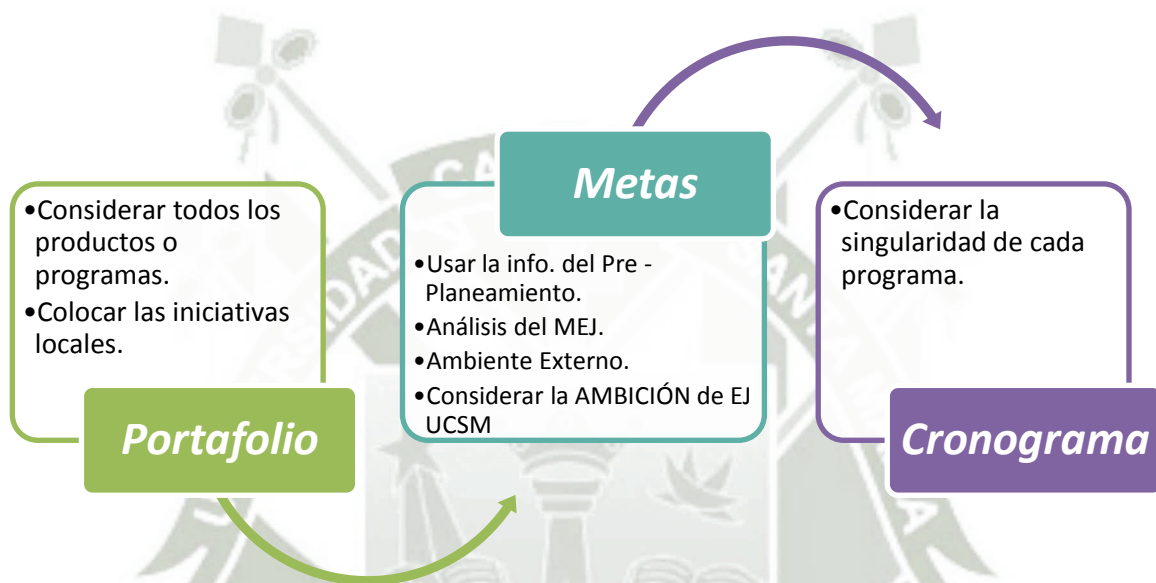 •Considerar todos los
productos o
programas.
•Colocar las iniciativas
locales.
Portafolio
Metas
•Usar la info. del Pre -
Planeamiento.
•Análisis del MEJ.
•Ambiente Externo.
•Considerar la AMBICIÓN de EJ
UCSM
•Considerar la
singularidad de cada
programa.
Cronograma